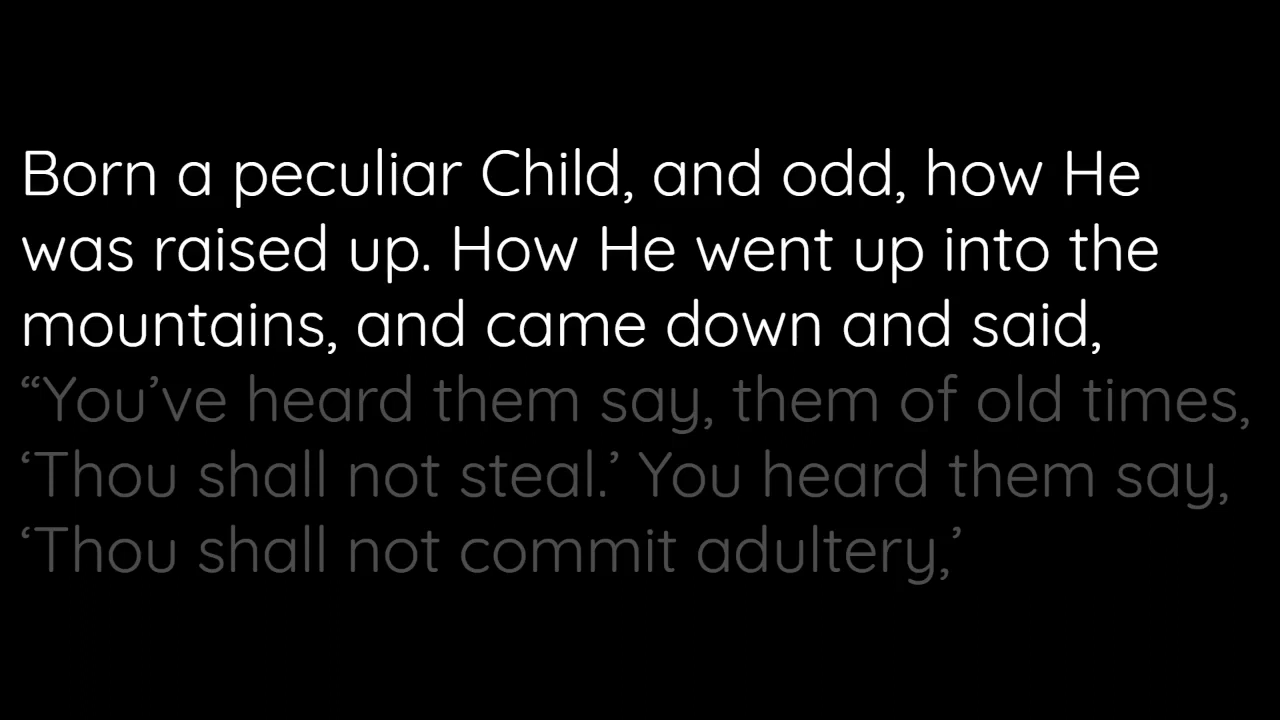 Born a peculiar Child, and odd, how He
was raised up. How He went up into the
mountains, and came down and said,
“You’ve heard them say, them of old times,
‘Thou shall not steal.’ You heard them say,
‘Thou shall not commit adultery,’